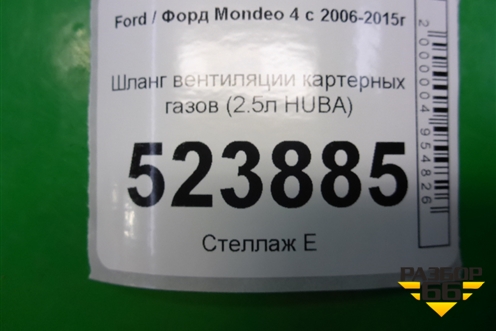 Ford / Форд Mondeo 4 с 2006-2015г
Шланг вентиляции картерных
газов (2.5л HUBA)
523885
Стеллаж Е
2000004954826
РАЗБОР
66